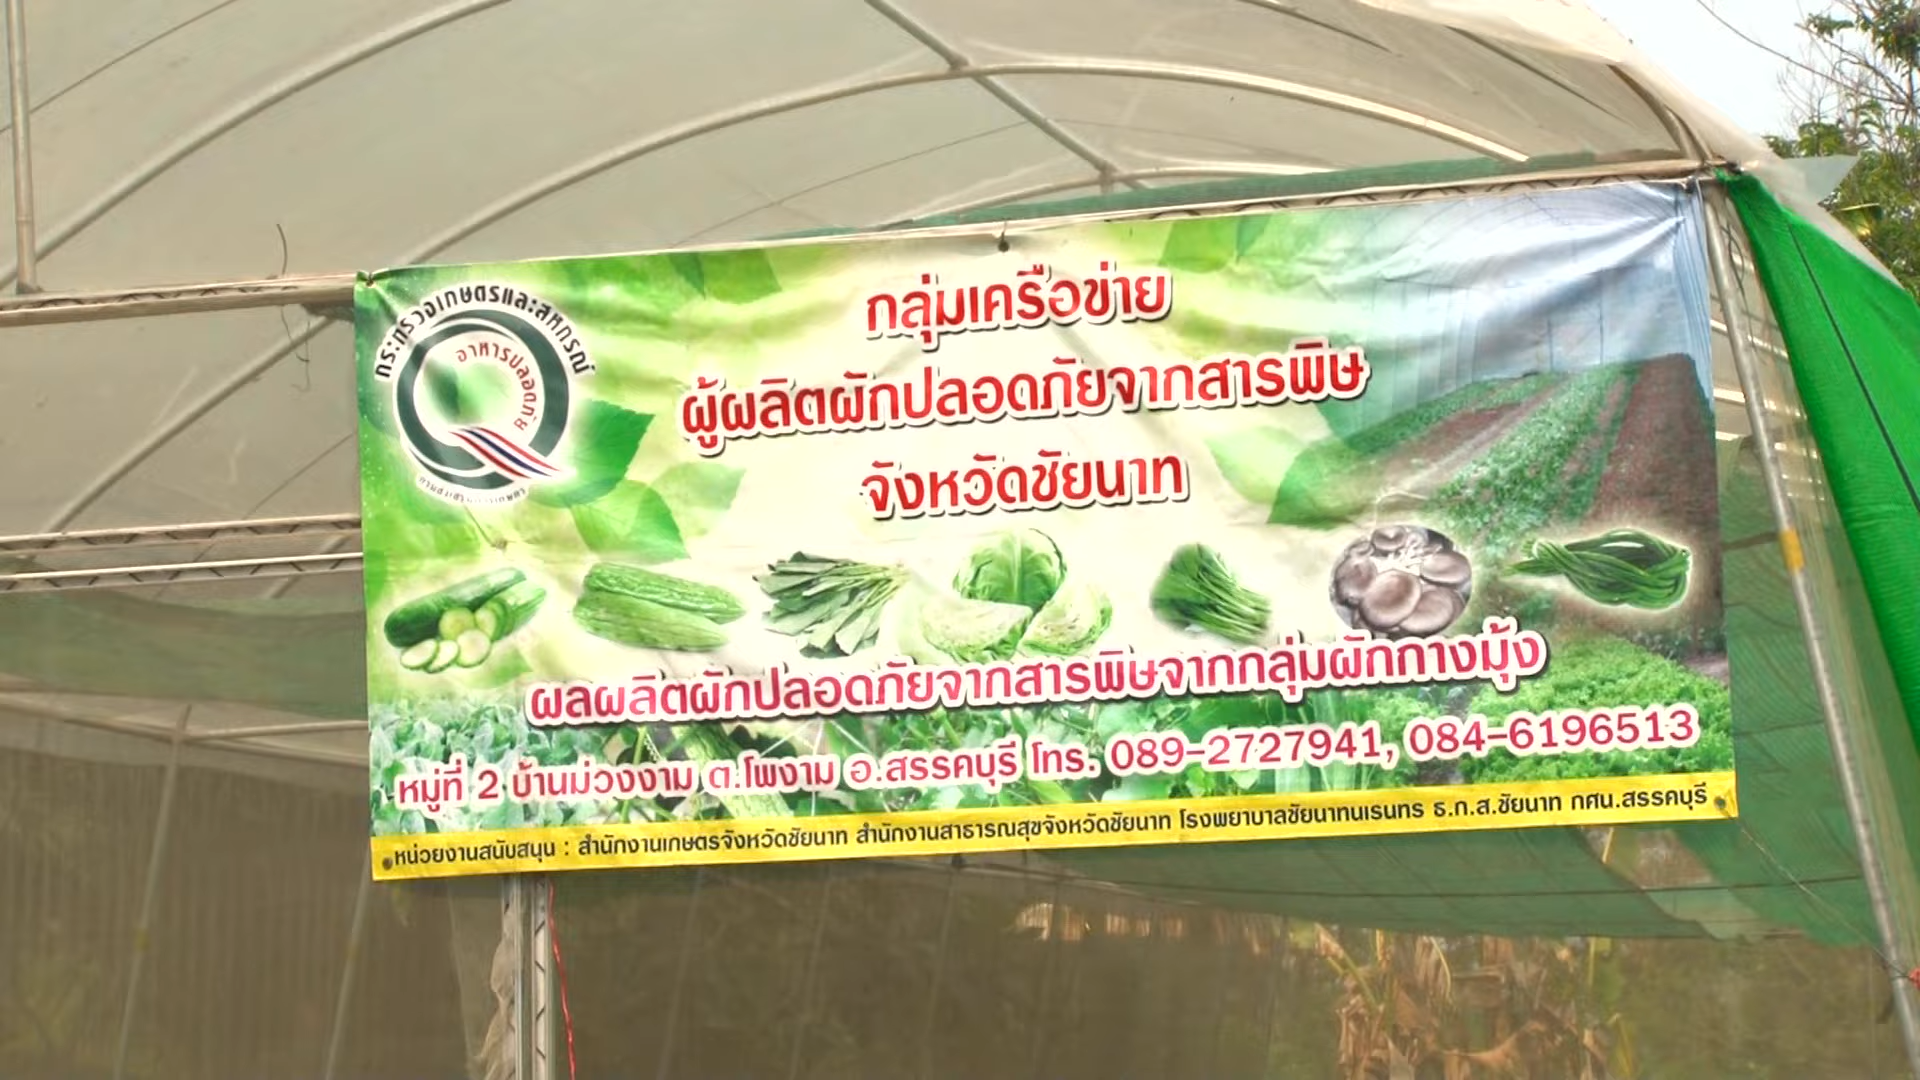 กระทรวงเกษตรและสหกรณ์
อาหารปลอดภัย
กลุ่มเครือข่าย
ผู้ผลิตผักปลอดภัยจากสารพิษ
จังหวัดชัยนาท
ผลผลิตผักปลอดภัยจากสารพิษจากกลุ่มผักกางมุ้ง
หมู่ที่ 2 บ้านม่วงงาม ต.โพงาม อ.สรรคบุรี โทร. 089-2727941, 084-6196513
หน่วยงานสนับสนุน : สำนักงานเกษตรจังหวัดชัยนาท สำนักงานสาธารณสุขจังหวัดชัยนาท โรงพยาบาลชัยนาทนเรนทร ธ.ก.ส.ชัยนาท กศน.สรรคบุรี